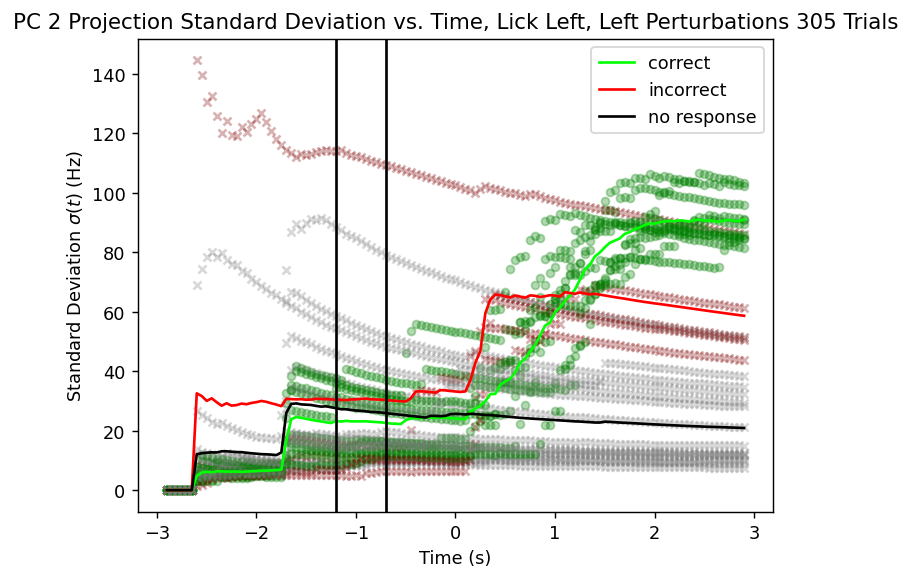 PC 2 Projection Standard Deviation vs. Time, Lick Left, Left Perturbations 305 Trials
correct
incorrect
no response
Standard Deviation σ(t) (Hz)
140
120
100
80
60
40
20
0
−3
−2
−1
0
1
2
3
Time (s)